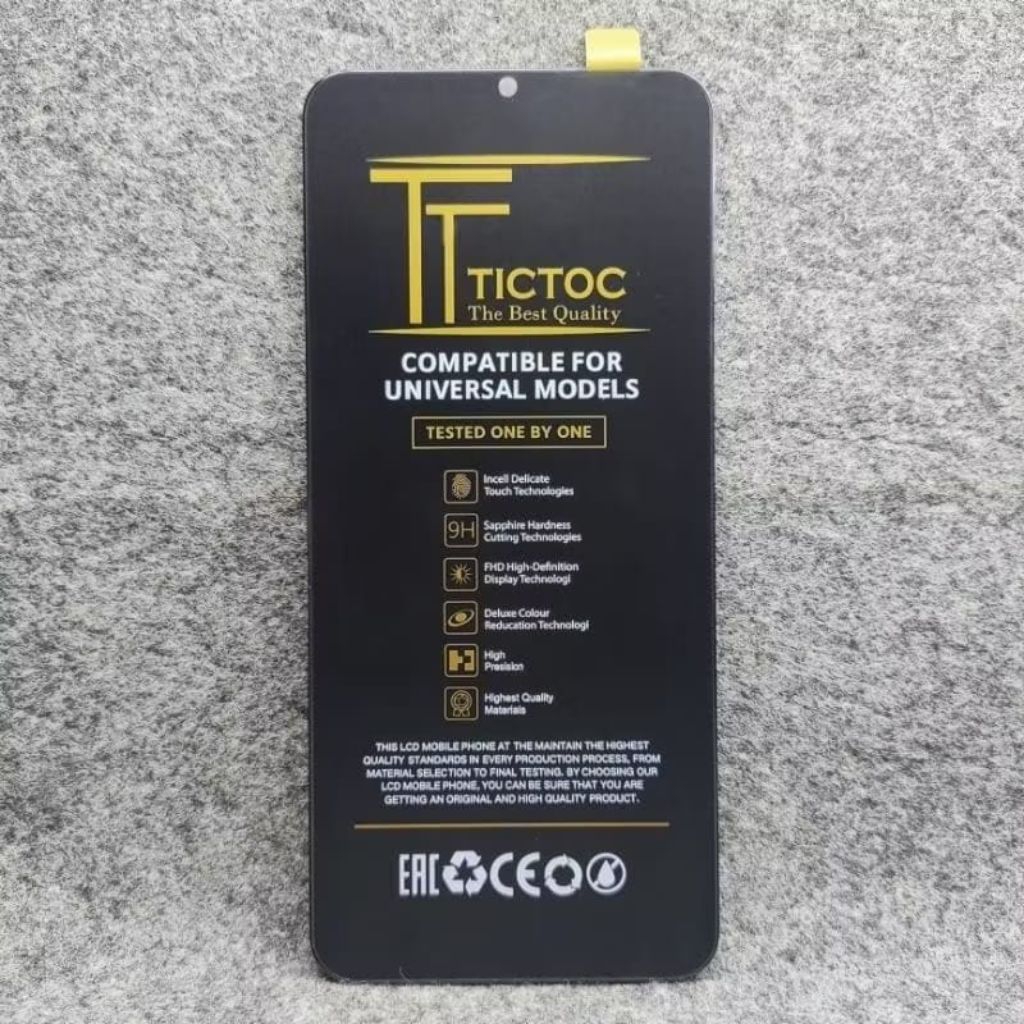 TT
TICTOC
The Best Quality
COMPATIBLE FOR
UNIVERSAL MODELS
TESTED ONE BY ONE
Incell Delicate
Touch Technologies
9H
Sapphire Hardness
Cutting Technologies
FHD High-Definition
Display Technologi
Deluxe Colour
Reducation Technologi
High
Presision
Highest Quality
Materials
THIS LCD MOBILE PHONE AT THE MAINTAIN THE HIGHEST
QUALITY STANDARDS IN EVERY PRODUCTION PROCESS, FROM
MATERIAL SELECTION TO FINAL TESTING. BY CHOOSING OUR
LCD MOBILE PHONE, YOU CAN BE SURE THAT YOU ARE
GETTING AN ORIGINAL AND HIGH QUALITY PRODUCT.
EAC CE